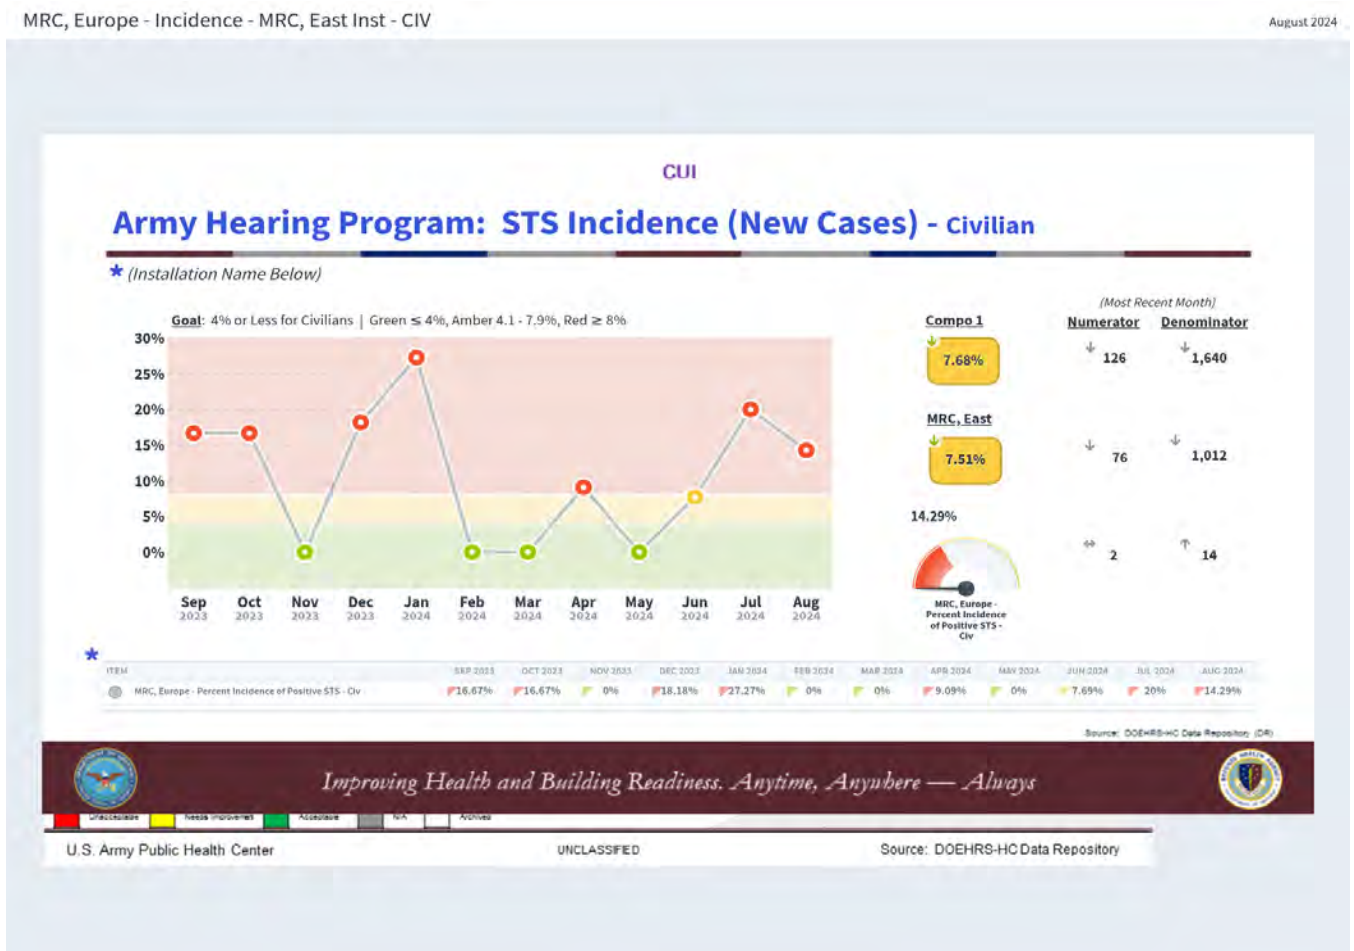 MRC, Europe - Incidence - MRC, East Inst - CIV
August 2024
CUI
Army Hearing Program: STS Incidence (New Cases) - Civilian
* (Installation Name Below)
Goal: 4% or Less for Civilians | Green ≤ 4%, Amber 4.1 - 7.9%, Red ≥ 8%
30%
25%
20%
15%
10%
5%
0%
Sep Oct Nov Dec Jan Feb Mar Apr May Jun Jul Aug
2023 2023 2023 2023 2024 2024 2024 2024 2024 2024 2024 2024
(Most Recent Month)
Compo 1 Numerator Denominator
7.68% 126 1,640
MRC, East
7.51% 76 1,012
14.29%
2 14
MRC, Europe -
Percent Incidence
of Positive STS -
Civ
*
ITEM SEP 2023 OCT 2023 NOV 2023 DEC 2023 JAN 2024 FEB 2024 MAR 2024 APR 2024 MAY 2024 JUN 2024 JUL 2024 AUG 2024
MRC, Europe - Percent Incidence of Positive STS - Civ 16.67% 16.67% 0% 18.18% 27.27% 0% 0% 9.09% 0% 7.69% 20% 14.29%
Source: DOEHRS-HC Data Repository (DR)
Improving Health and Building Readiness. Anytime, Anywhere — Always
Unacceptable Needs Improvement Acceptable N/A Archived
U.S. Army Public Health Center
UNCLASSIFIED
Source: DOEHRS-HC Data Repository